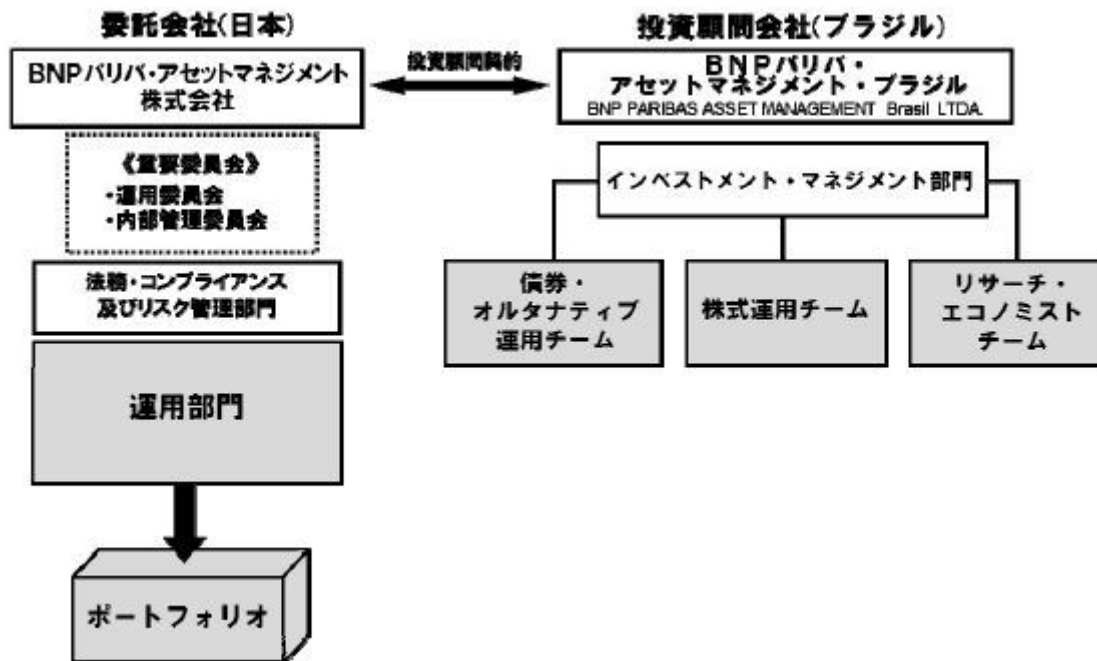 委託会社(日本)
BNPパリバ・アセットマネジメント
株式会社
《重要委員会》
・運用委員会
・内部管理委員会
法務・コンプライアンス
及びリスク管理部門
運用部門
ポートフォリオ
投資顧問契約
投資顧問会社(ブラジル)
BNPパリバ・
アセットマネジメント・ブラジル
BNP PARIBAS ASSET MANAGEMENT Brasil LTDA.
インベストメント・マネジメント部門
債券・
オルタナティブ
運用チーム
株式運用チーム
リサーチ・
エコノミスト
チーム